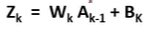 Zₖ = Wₖ Aₖ₋₁ + Bₖ